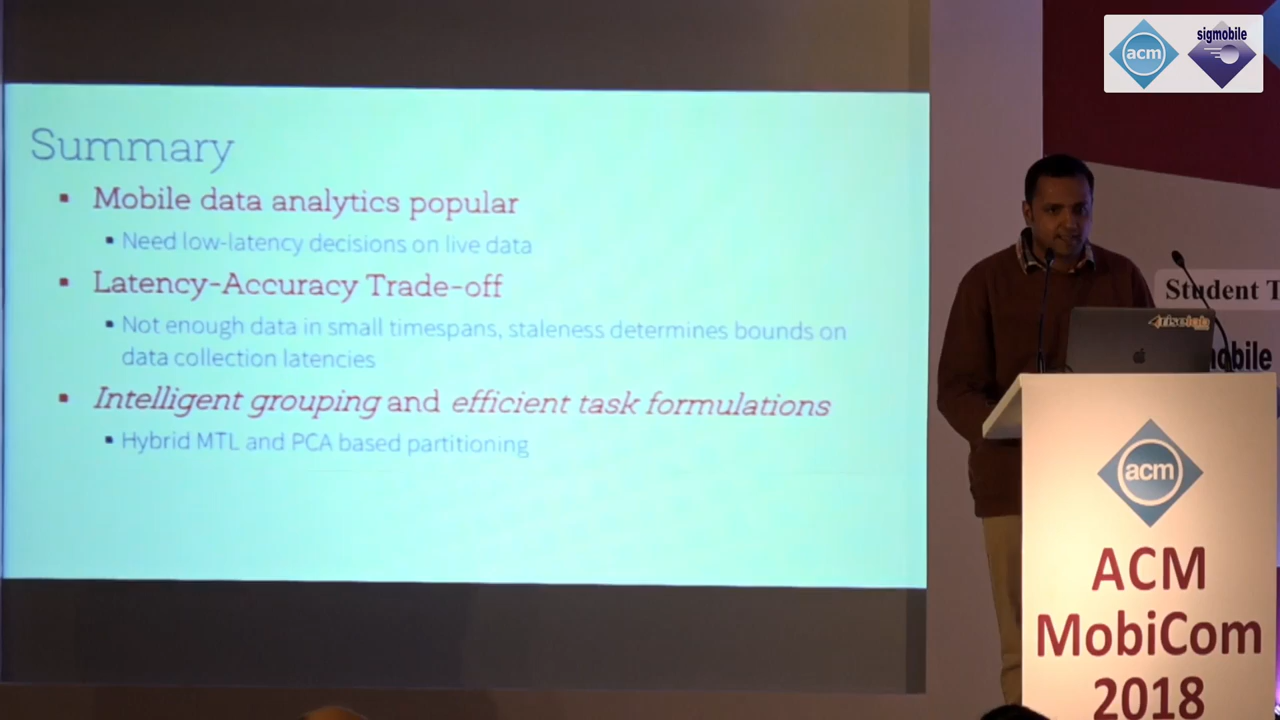 Summary
Mobile data analytics popular
Need low-latency decisions on live data
Latency-Accuracy Trade-off
Not enough data in small timespans, staleness determines bounds on
data collection latencies
Intelligent grouping and efficient task formulations
Hybrid MTL and PCA based partitioning
acm
sigmobile
Student T
riselab
mobile
acm
ACM
MobiCom
2018